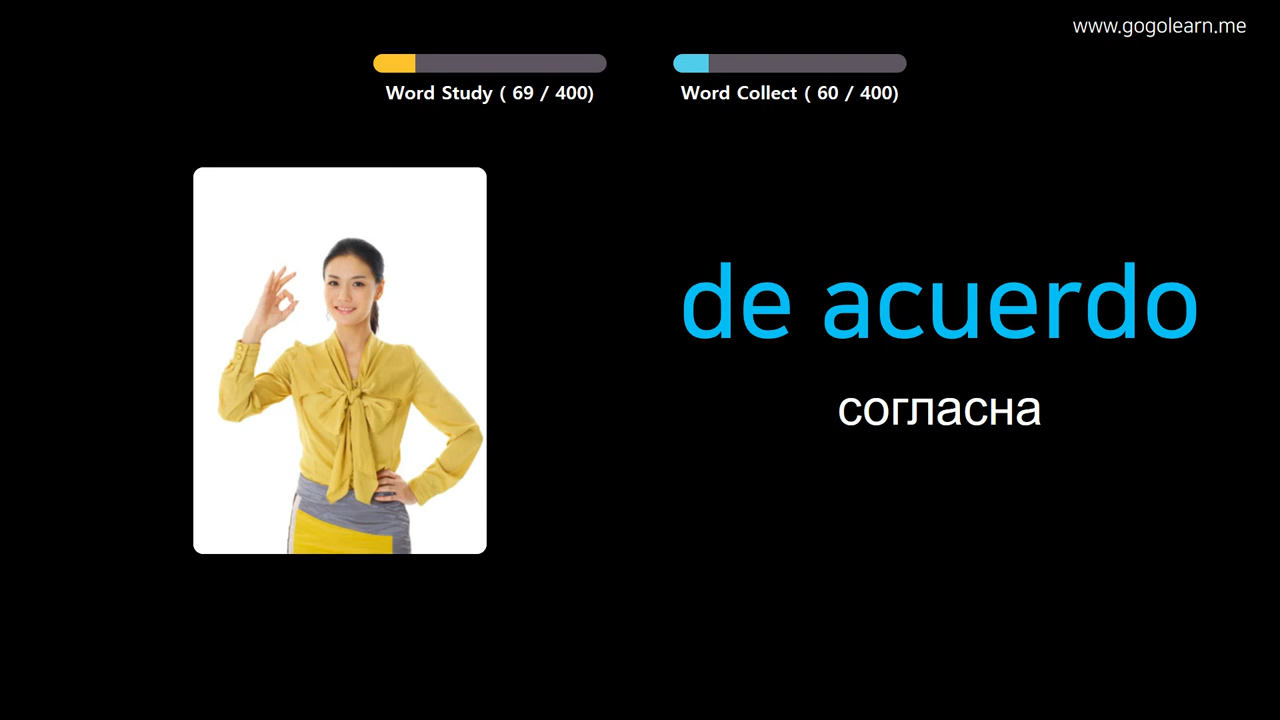 www.gogolearn.me
Word Study ( 69 / 400)
Word Collect ( 60 / 400)
de acuerdo
согласна